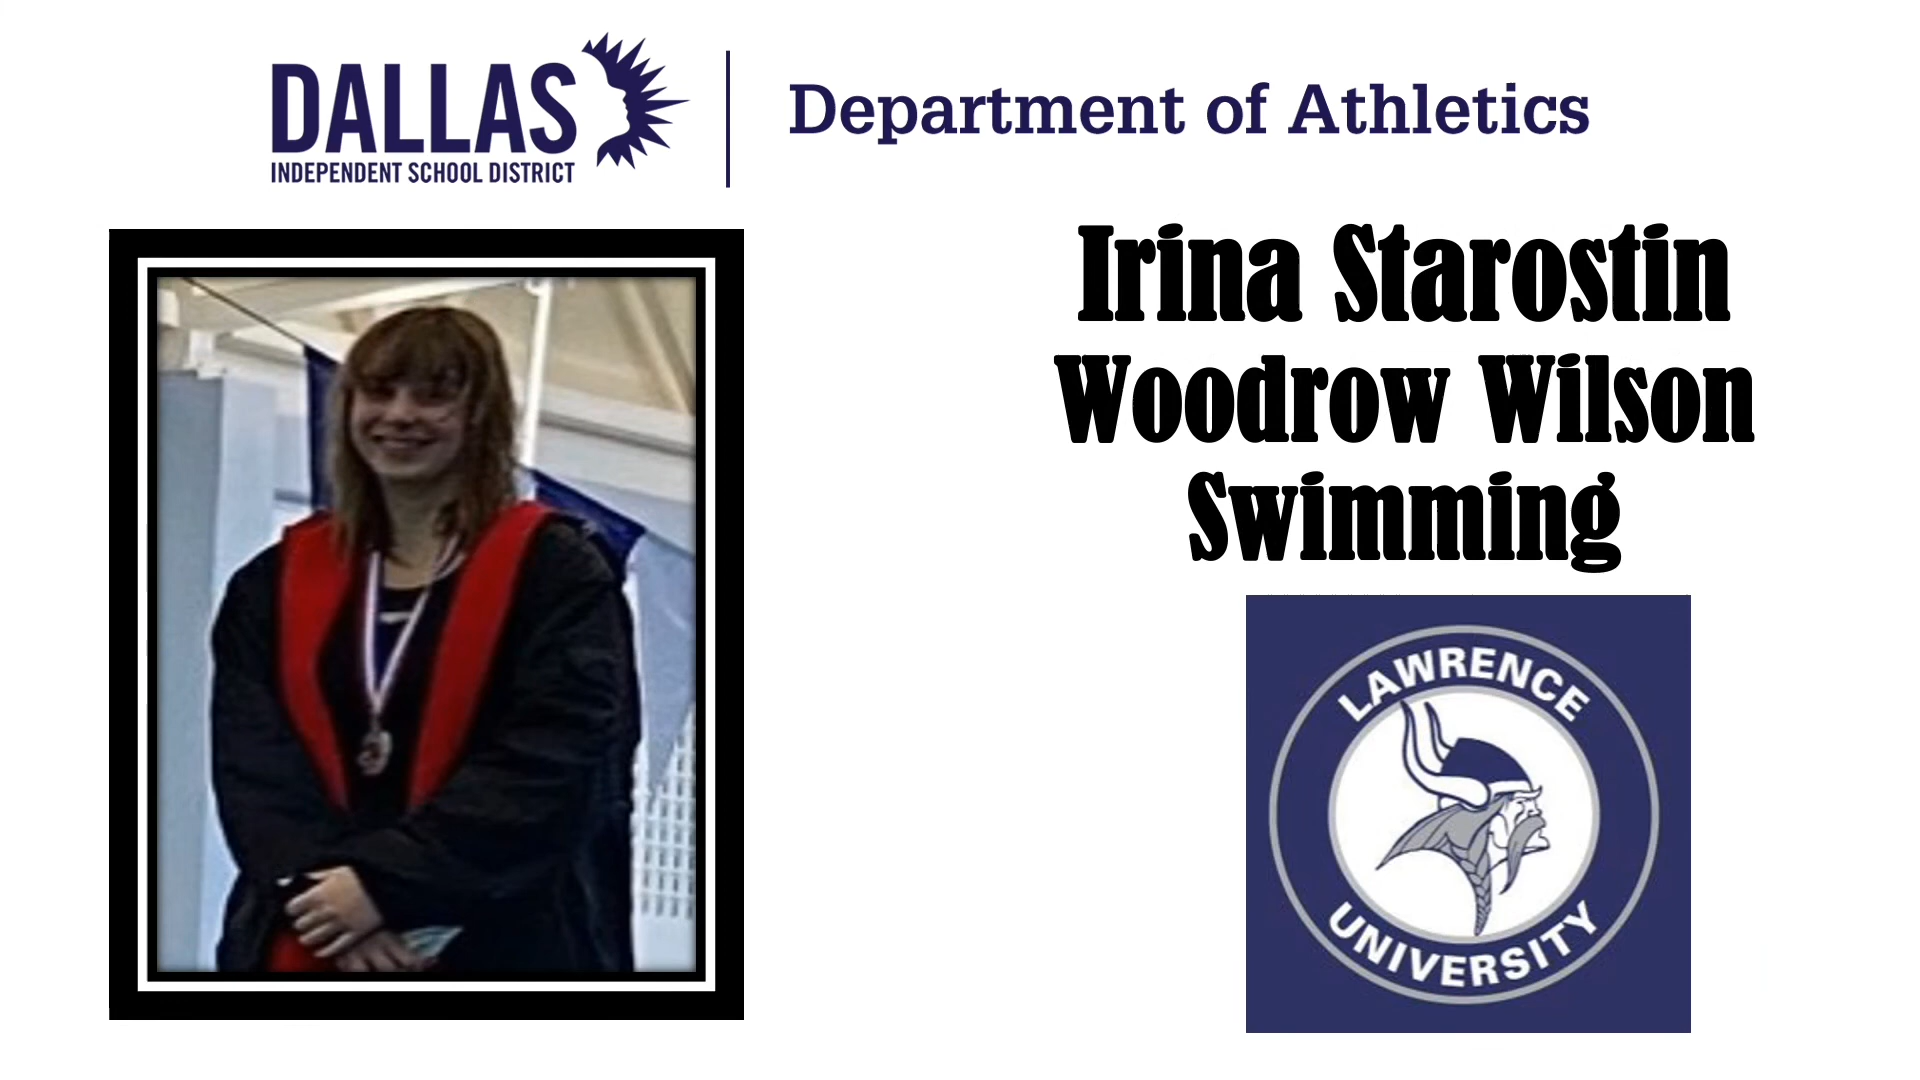 DALLAS
INDEPENDENT SCHOOL DISTRICT
Department of Athletics
Irina Starostin
Woodrow Wilson
Swimming
LAWRENCE
UNIVERSITY